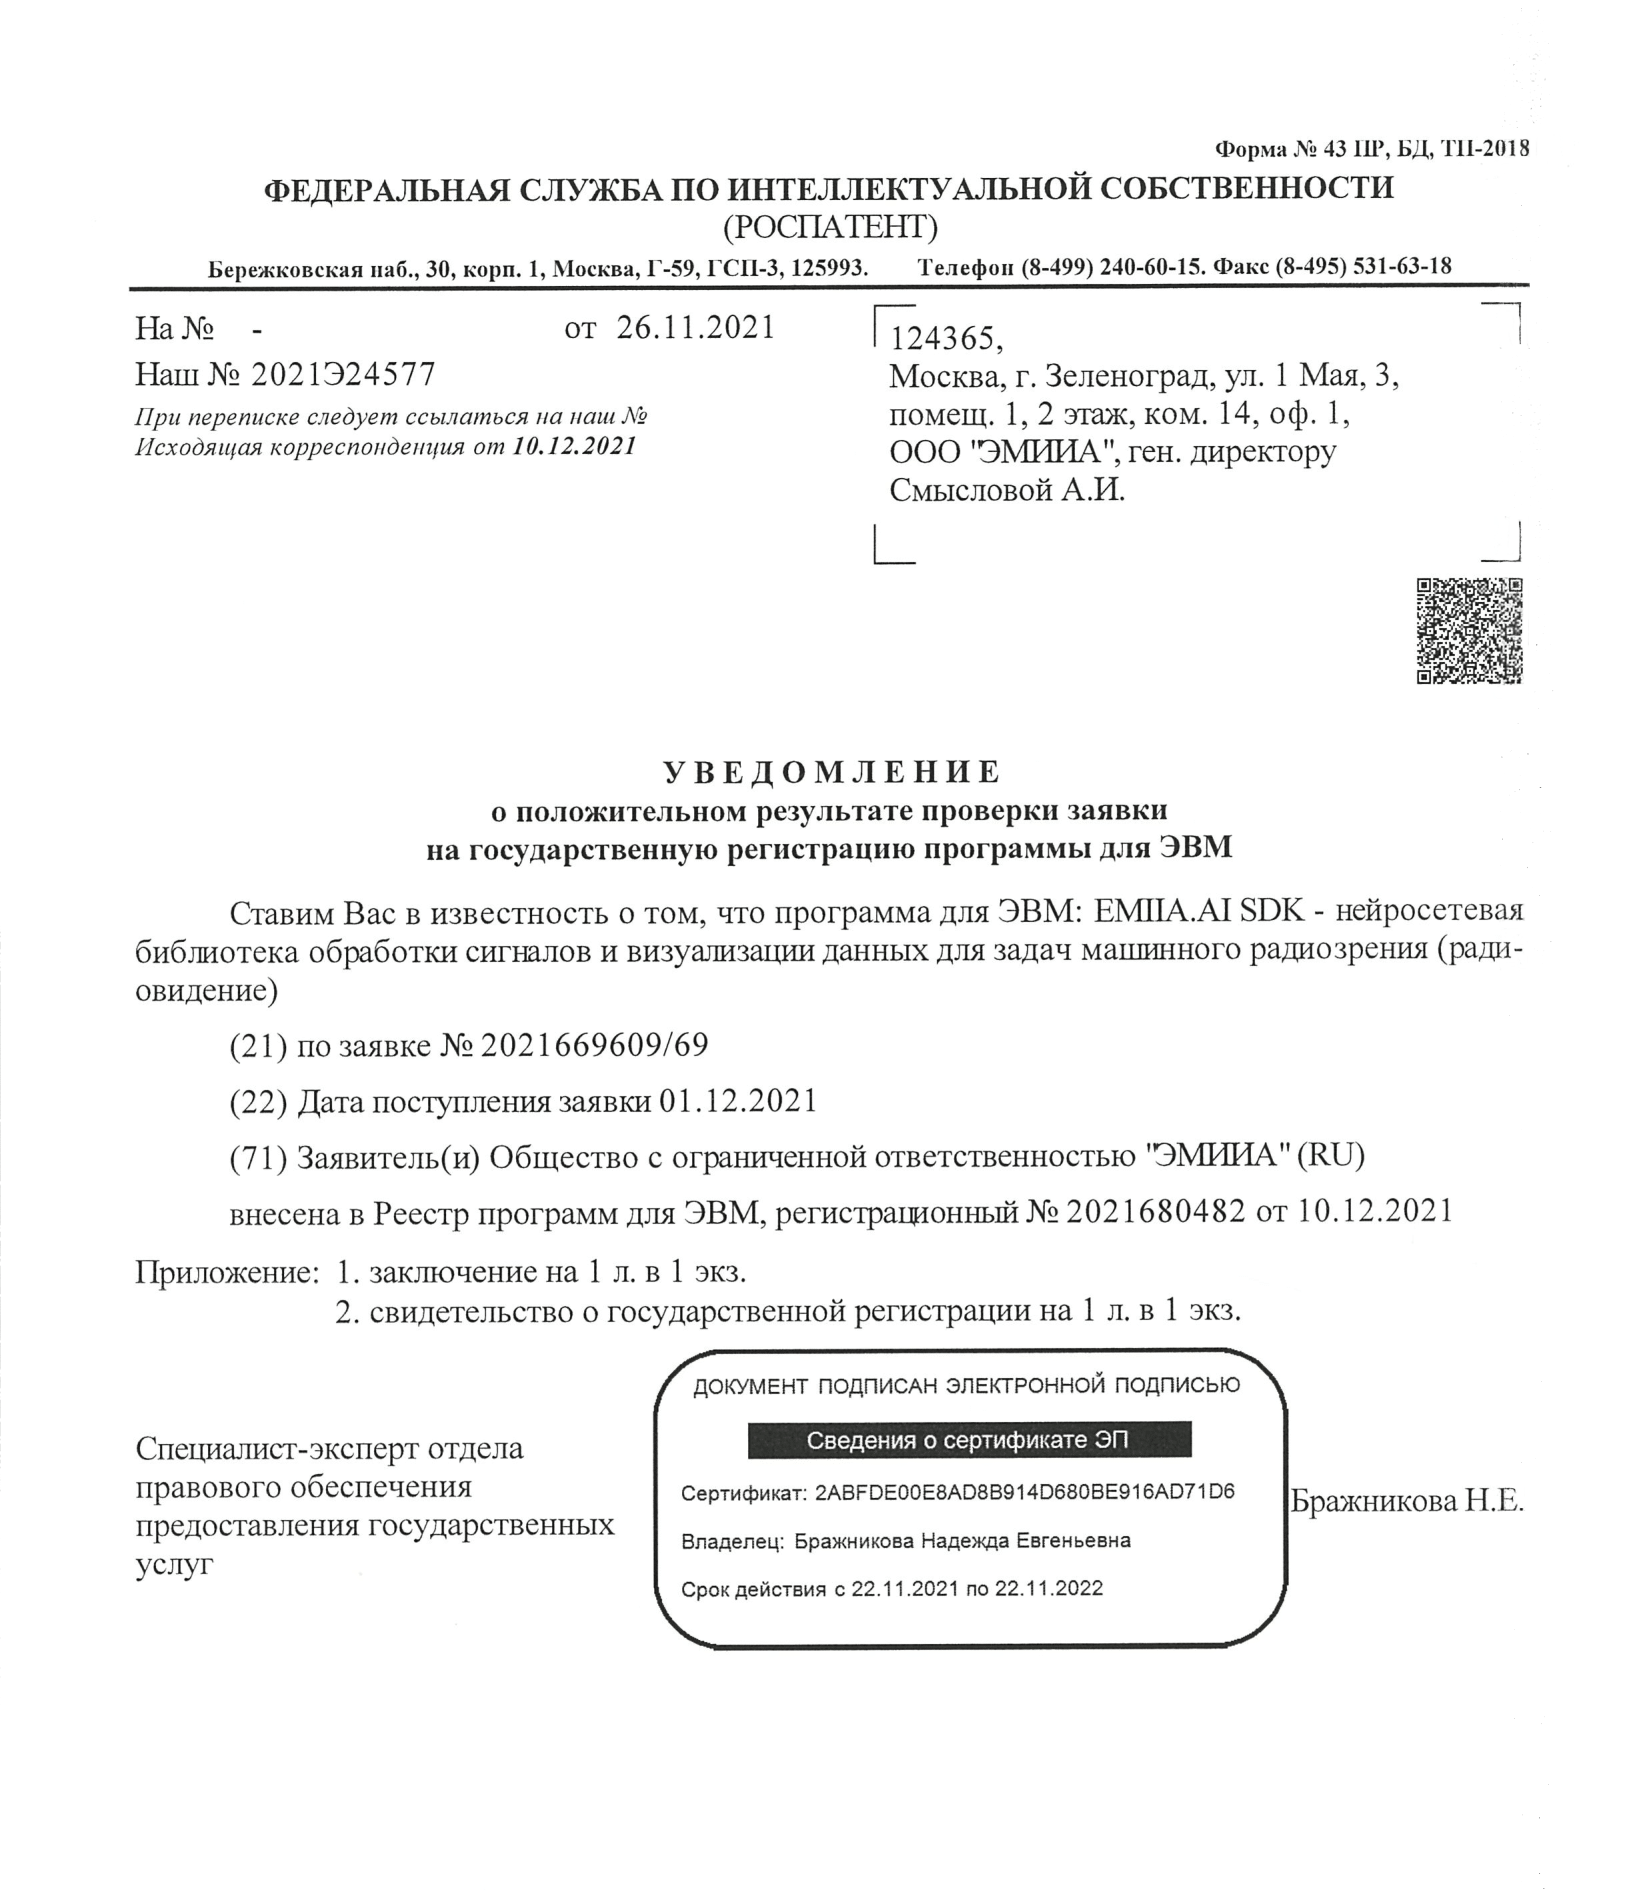 Форма № 43 ПР, БД, ТП-2018
ФЕДЕРАЛЬНАЯ СЛУЖБА ПО ИНТЕЛЛЕКТУАЛЬНОЙ СОБСТВЕННОСТИ
(РОСПАТЕНТ)
Бережковская наб., 30, корп. 1, Москва, Г-59, ГСП-3, 125993. Телефон (8-499) 240-60-15. Факс (8-495) 531-63-18
На № - от 26.11.2021
Наш № 2021Э24577
При переписке следует ссылаться на наш №
Исходящая корреспонденция от 10.12.2021
124365,
Москва, г. Зеленоград, ул. 1 Мая, 3,
помещ. 1, 2 этаж, ком. 14, оф. 1,
ООО "ЭМИИА", ген. директору
Смысловой А.И.
УВЕДОМЛЕНИЕ
о положительном результате проверки заявки
на государственную регистрацию программы для ЭВМ
Ставим Вас в известность о том, что программа для ЭВМ: EMIIA.AI SDK - нейросетевая
библиотека обработки сигналов и визуализации данных для задач машинного радиозрения (ради-
овидение)
(21) по заявке № 2021669609/69
(22) Дата поступления заявки 01.12.2021
(71) Заявитель(и) Общество с ограниченной ответственностью "ЭМИИА" (RU)
внесена в Реестр программ для ЭВМ, регистрационный № 2021680482 от 10.12.2021
Приложение: 1. заключение на 1 л. в 1 экз.
2. свидетельство о государственной регистрации на 1 л. в 1 экз.
Специалист-эксперт отдела
правового обеспечения
предоставления государственных
услуг
ДОКУМЕНТ ПОДПИСАН ЭЛЕКТРОННОЙ ПОДПИСЬЮ
Сведения о сертификате ЭП
Сертификат: 2ABFDE00E8AD8B914D680BE916AD71D6
Владелец: Бражникова Надежда Евгеньевна
Срок действия с 22.11.2021 по 22.11.2022
Бражникова Н.Е.